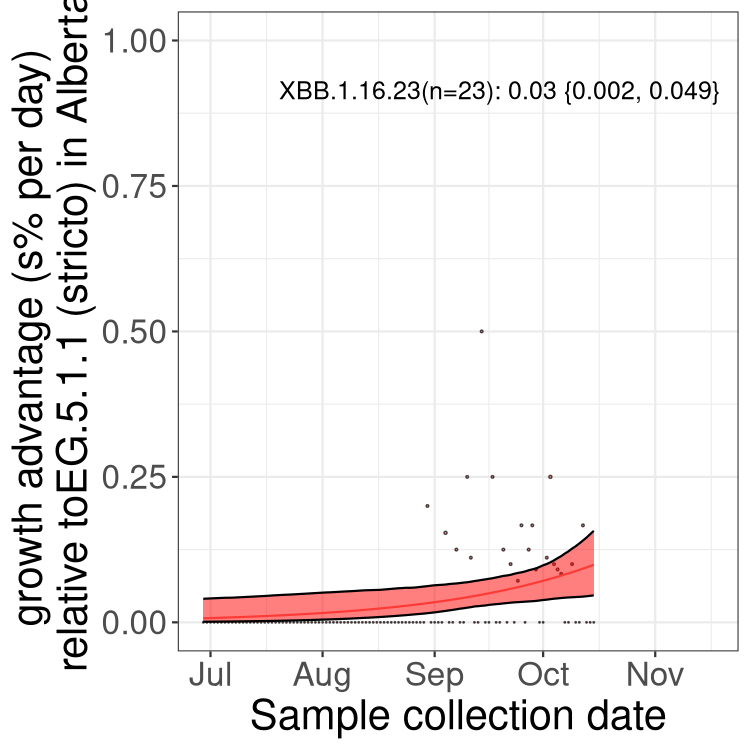 growth advantage (s% per day)
relative toEG.5.1.1 (stricto) in Alberta
1.00
0.75
0.50
0.25
0.00
XBB.1.16.23(n=23): 0.03 {0.002, 0.049}
Jul
Aug
Sep
Oct
Nov
Sample collection date